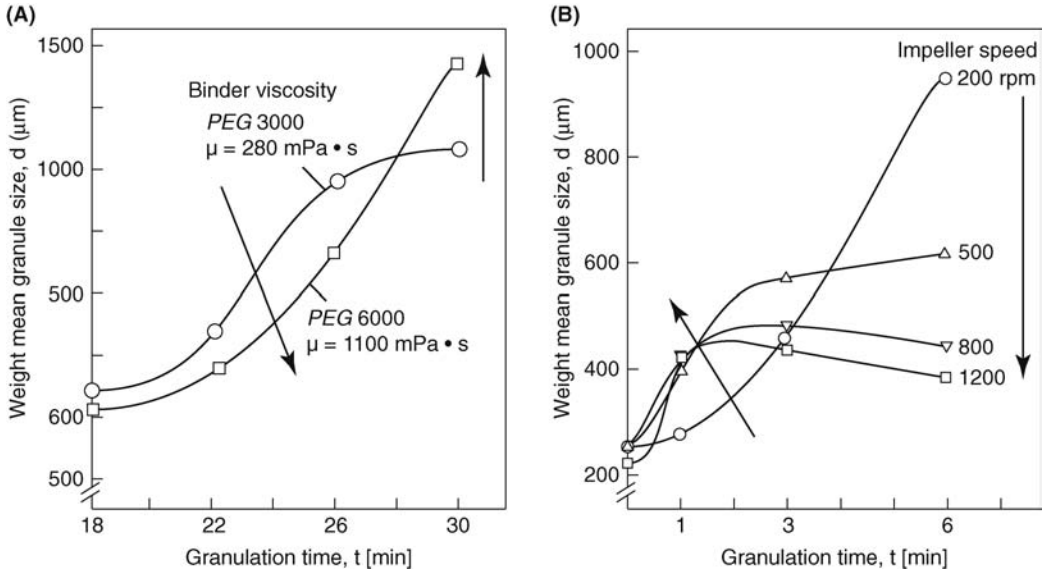 (A)
1500
1000
500
600
500
Weight mean granule size, d (μm)
Binder viscosity
PEG 3000
μ = 280 mPa • s
PEG 6000
μ = 1100 mPa • s
18
22
26
30
Granulation time, t [min]
(B)
1000
800
600
400
200
Weight mean granule size, d (μm)
Impeller speed
200 rpm
500
800
1200
1
3
6
Granulation time, t [min]